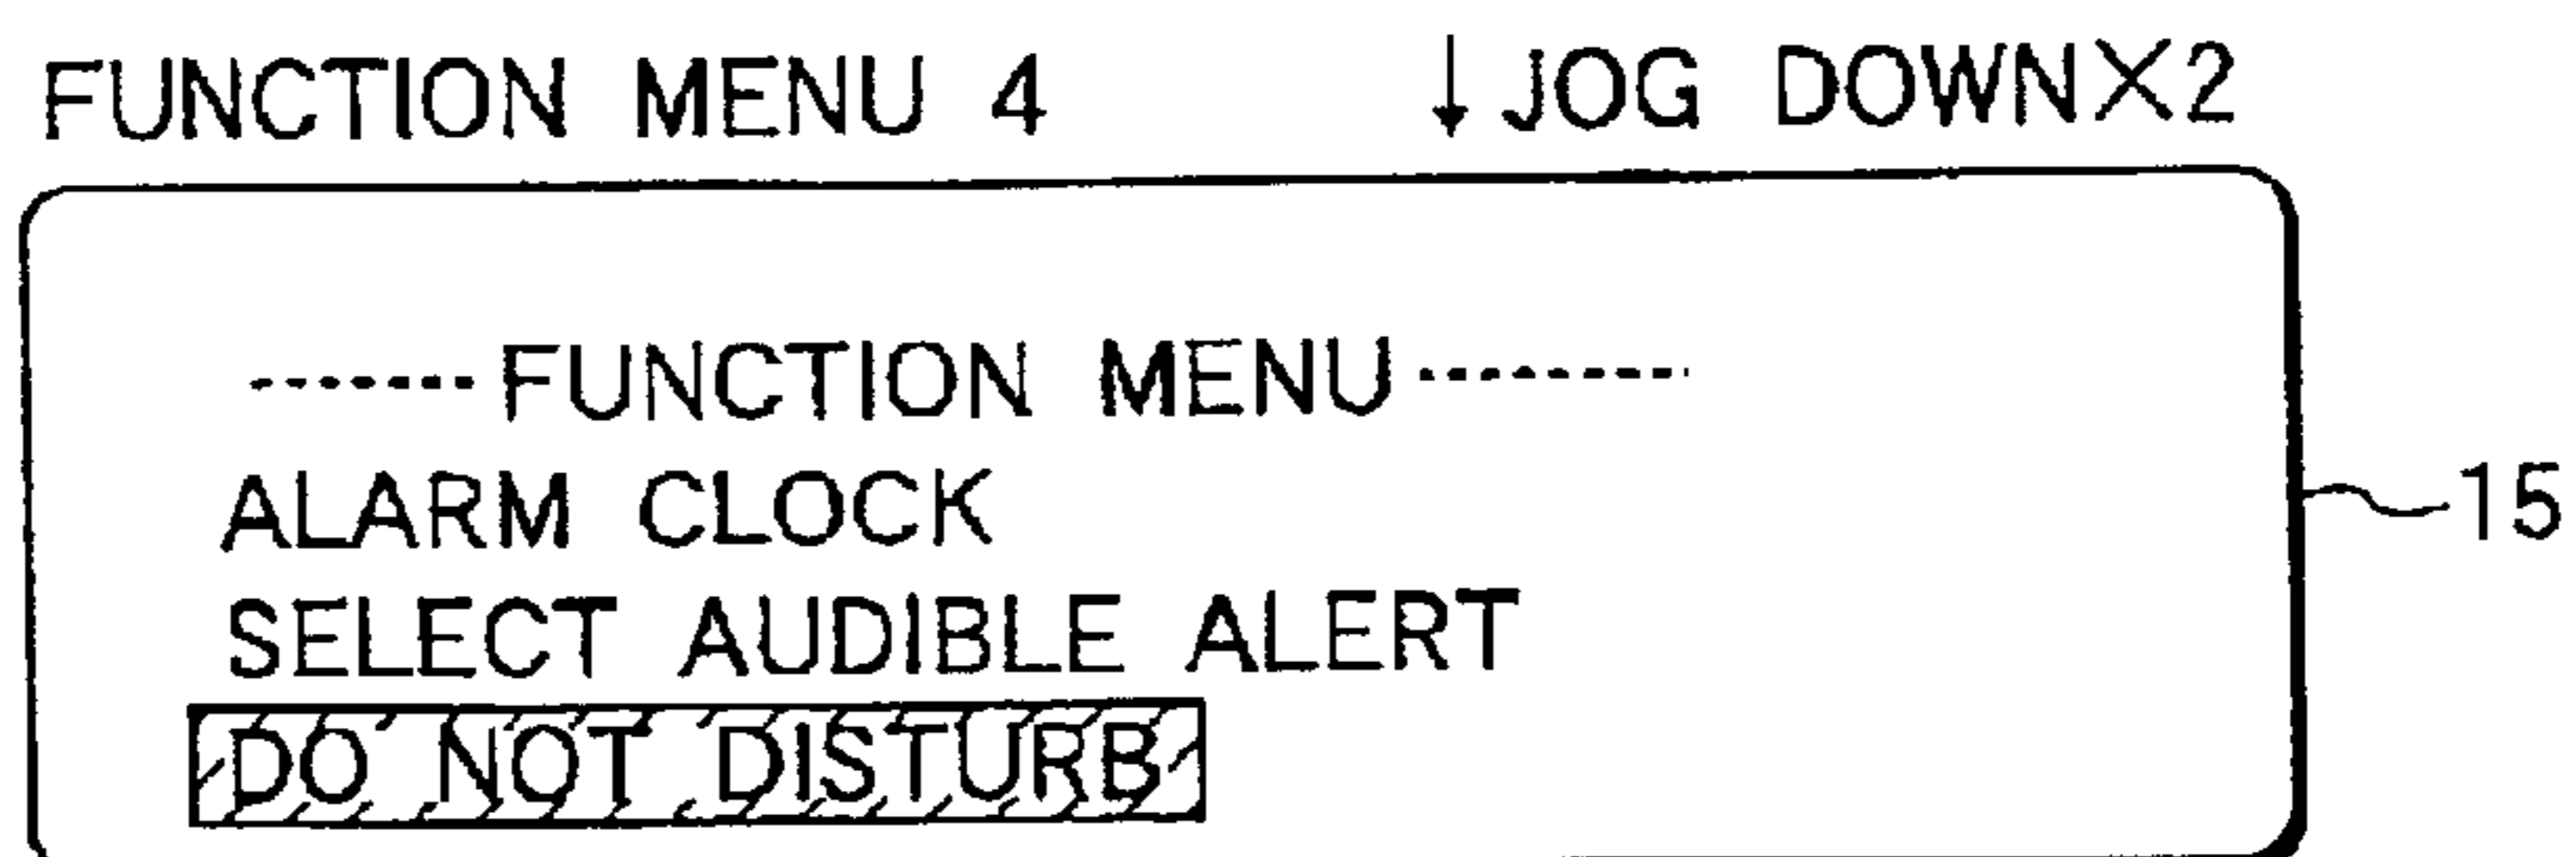 FUNCTION MENU 4 ↓ JOG DOWN×2
------- FUNCTION MENU ---------
ALARM CLOCK
15
SELECT AUDIBLE ALERT
DO NOT DISTURB